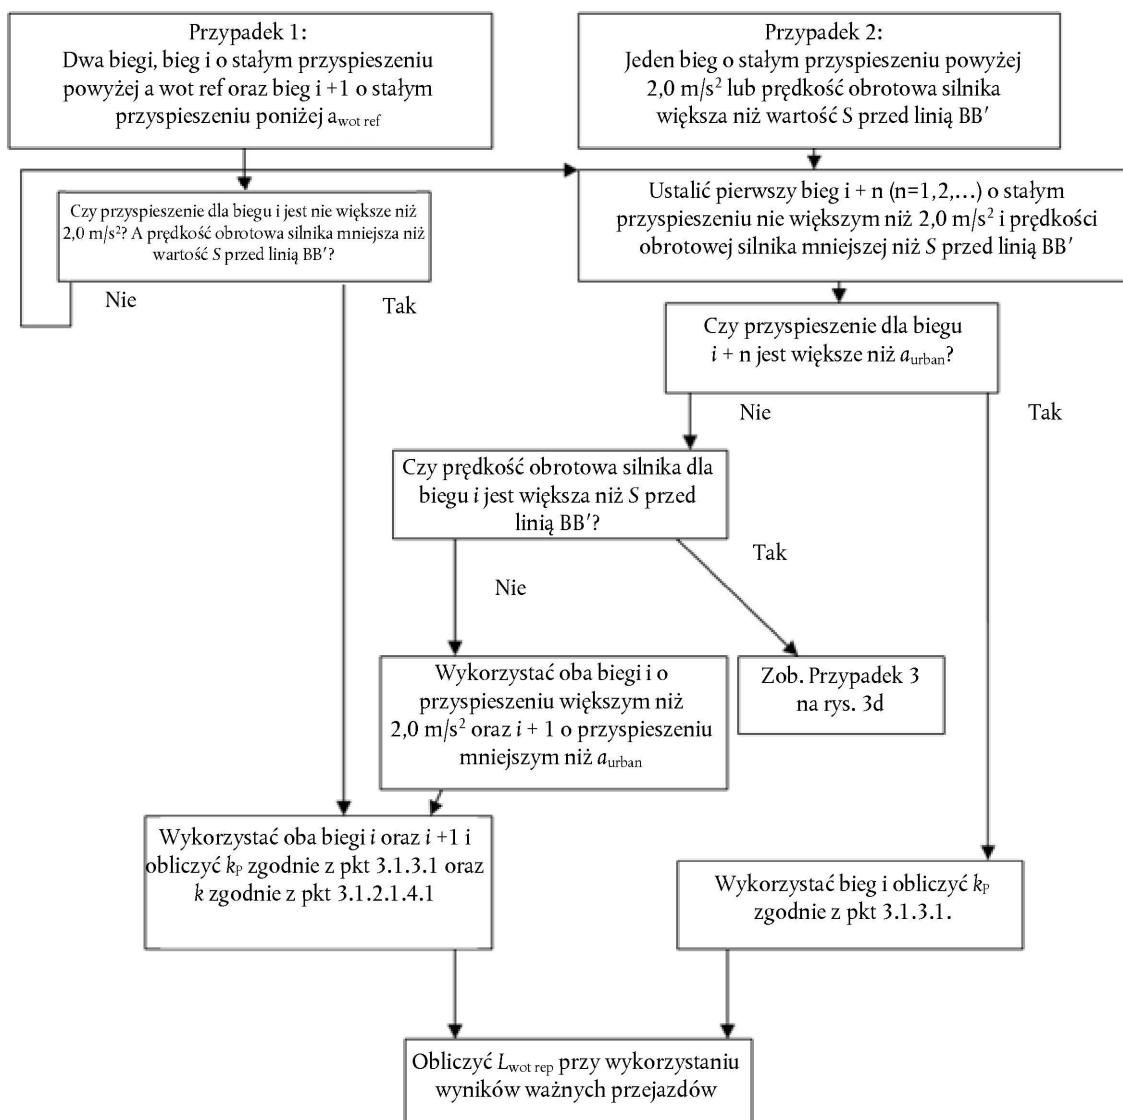 Przypadek 1:
Dwa biegi, bieg i o stałym przyspieszeniu
powyżej a wot ref oraz bieg i +1 o stałym
przyspieszeniu poniżej a wot ref
Przypadek 2:
Jeden bieg o stałym przyspieszeniu powyżej
2,0 m/s² lub prędkość obrotowa silnika
większa niż wartość S przed linią BB′
Czy przyspieszenie dla biegu i jest nie większe niż
2,0 m/s²? A prędkość obrotowa silnika mniejsza niż
wartość S przed linią BB′?
Ustalić pierwszy bieg i + n (n=1,2,…) o stałym
przyspieszeniu nie większym niż 2,0 m/s² i prędkości
obrotowej silnika mniejszej niż S przed linią BB′
Nie
Tak
Czy przyspieszenie dla biegu
i + n jest większe niż a urban?
Nie
Tak
Czy prędkość obrotowa silnika dla
biegu i jest większa niż S przed
linią BB′?
Tak
Nie
Wykorzystać oba biegi i o
przyspieszeniu większym niż
2,0 m/s² oraz i + 1 o przyspieszeniu
mniejszym niż a urban
Zob. Przypadek 3
na rys. 3d
Wykorzystać oba biegi i oraz i +1 i
obliczyć kP zgodnie z pkt 3.1.3.1 oraz
k zgodnie z pkt 3.1.2.1.4.1
Wykorzystać bieg i obliczyć kP
zgodnie z pkt 3.1.3.1.
Obliczyć L wot rep przy wykorzystaniu
wyników ważnych przejazdów